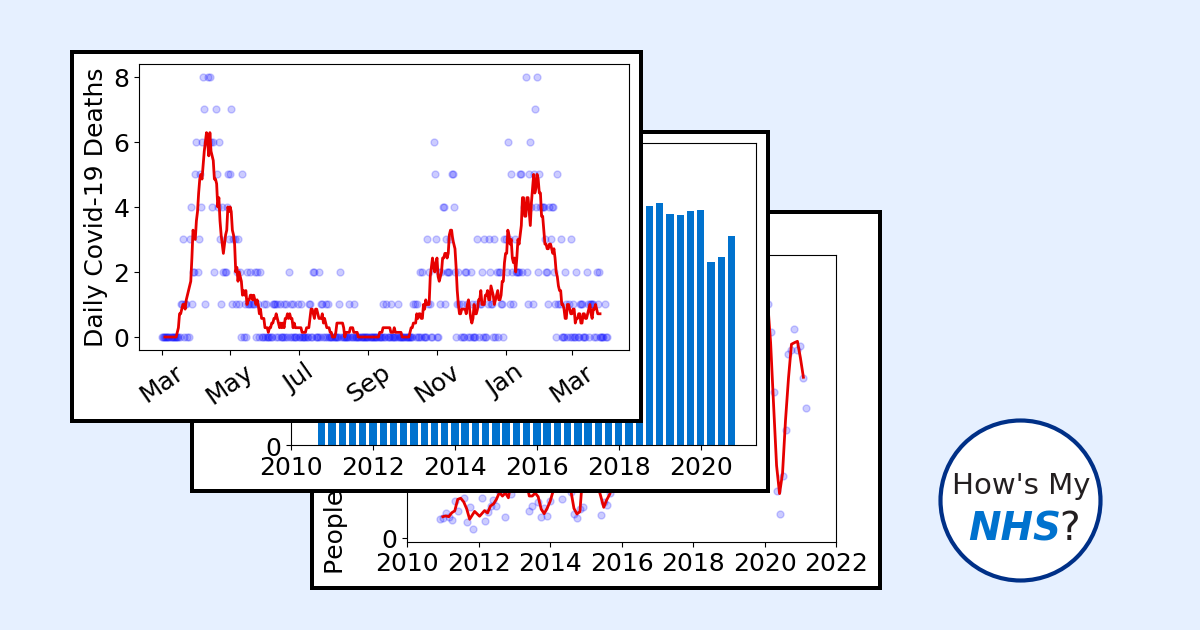 Daily Covid-19 Deaths
8
6
4
2
0
Mar May Jul Sep Nov Jan Mar
0
2010 2012 2014 2016 2018 2020
People
0
2010 2012 2014 2016 2018 2020 2022
How's My
NHS?